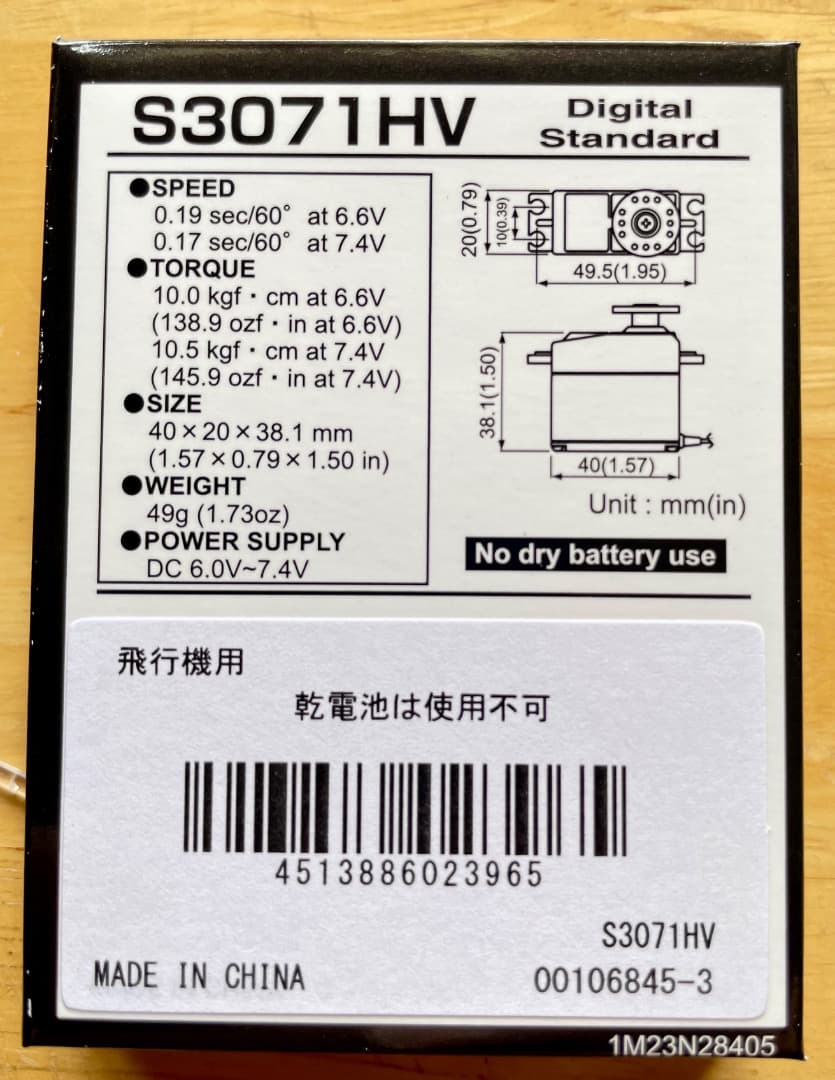 S3071HV
Digital
Standard
●SPEED
0.19 sec/60° at 6.6V
0.17 sec/60° at 7.4V
●TORQUE
10.0 kgf・cm at 6.6V
(138.9 ozf・in at 6.6V)
10.5 kgf・cm at 7.4V
(145.9 ozf・in at 7.4V)
●SIZE
40×20×38.1 mm
(1.57×0.79×1.50 in)
●WEIGHT
49g (1.73oz)
●POWER SUPPLY
DC 6.0V~7.4V
20(0.79)
10(0.39)
49.5(1.95)
38.1(1.50)
40(1.57)
Unit : mm(in)
No dry battery use
飛行機用
乾電池は使用不可
4513886023965
S3071HV
MADE IN CHINA
00106845-3
1M23N28405